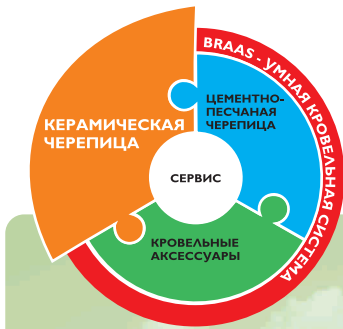 BRAAS - УМНАЯ КРОВЕЛЬНАЯ СИСТЕМА
ЦЕМЕНТНО-
ПЕСЧАНАЯ
ЧЕРЕПИЦА
КЕРАМИЧЕСКАЯ
ЧЕРЕПИЦА
СЕРВИС
КРОВЕЛЬНЫЕ
АКСЕССУАРЫ